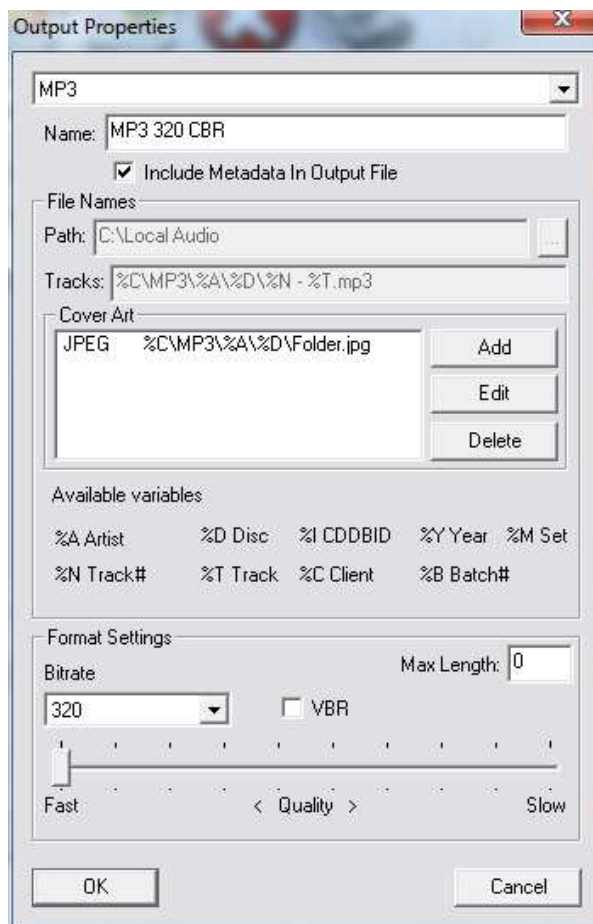 Output Properties
MP3
Name: MP3 320 CBR
Include Metadata In Output File
File Names
Path: C:\Local Audio ...
Tracks: %C\MP3\%A\%D\%N - %T.mp3
Cover Art
JPEG %C\MP3\%A\%D\Folder.jpg
Add
Edit
Delete
Available variables
%A Artist %D Disc %I CDDBID %Y Year %M Set
%N Track# %T Track %C Client %B Batch#
Format Settings
Bitrate Max Length: 0
320 VBR
Fast < Quality > Slow
OK Cancel